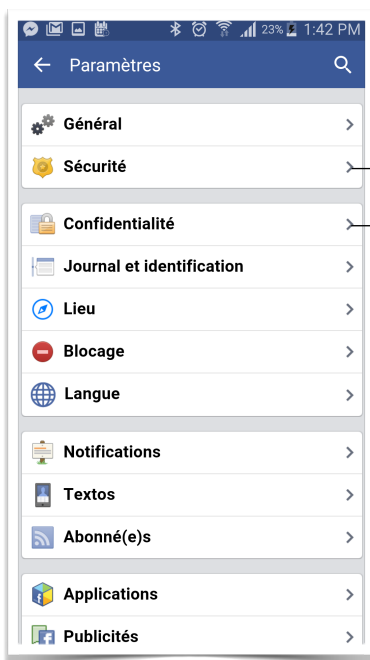 23% 1:42 PM
Paramètres
Général
Sécurité
Confidentialité
Journal et identification
Lieu
Blocage
Langue
Notifications
Textos
Abonné(e)s
Applications
Publicités